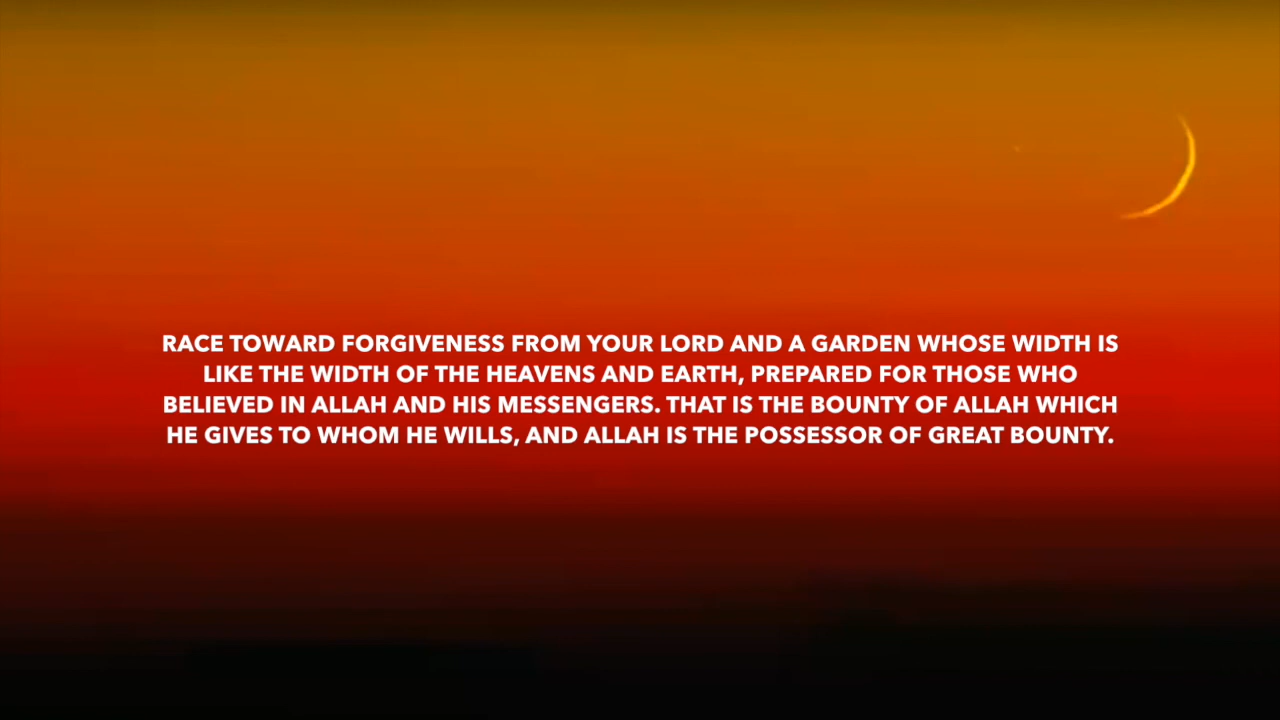 RACE TOWARD FORGIVENESS FROM YOUR LORD AND A GARDEN WHOSE WIDTH IS
LIKE THE WIDTH OF THE HEAVENS AND EARTH, PREPARED FOR THOSE WHO
BELIEVED IN ALLAH AND HIS MESSENGERS. THAT IS THE BOUNTY OF ALLAH WHICH
HE GIVES TO WHOM HE WILLS, AND ALLAH IS THE POSSESSOR OF GREAT BOUNTY.